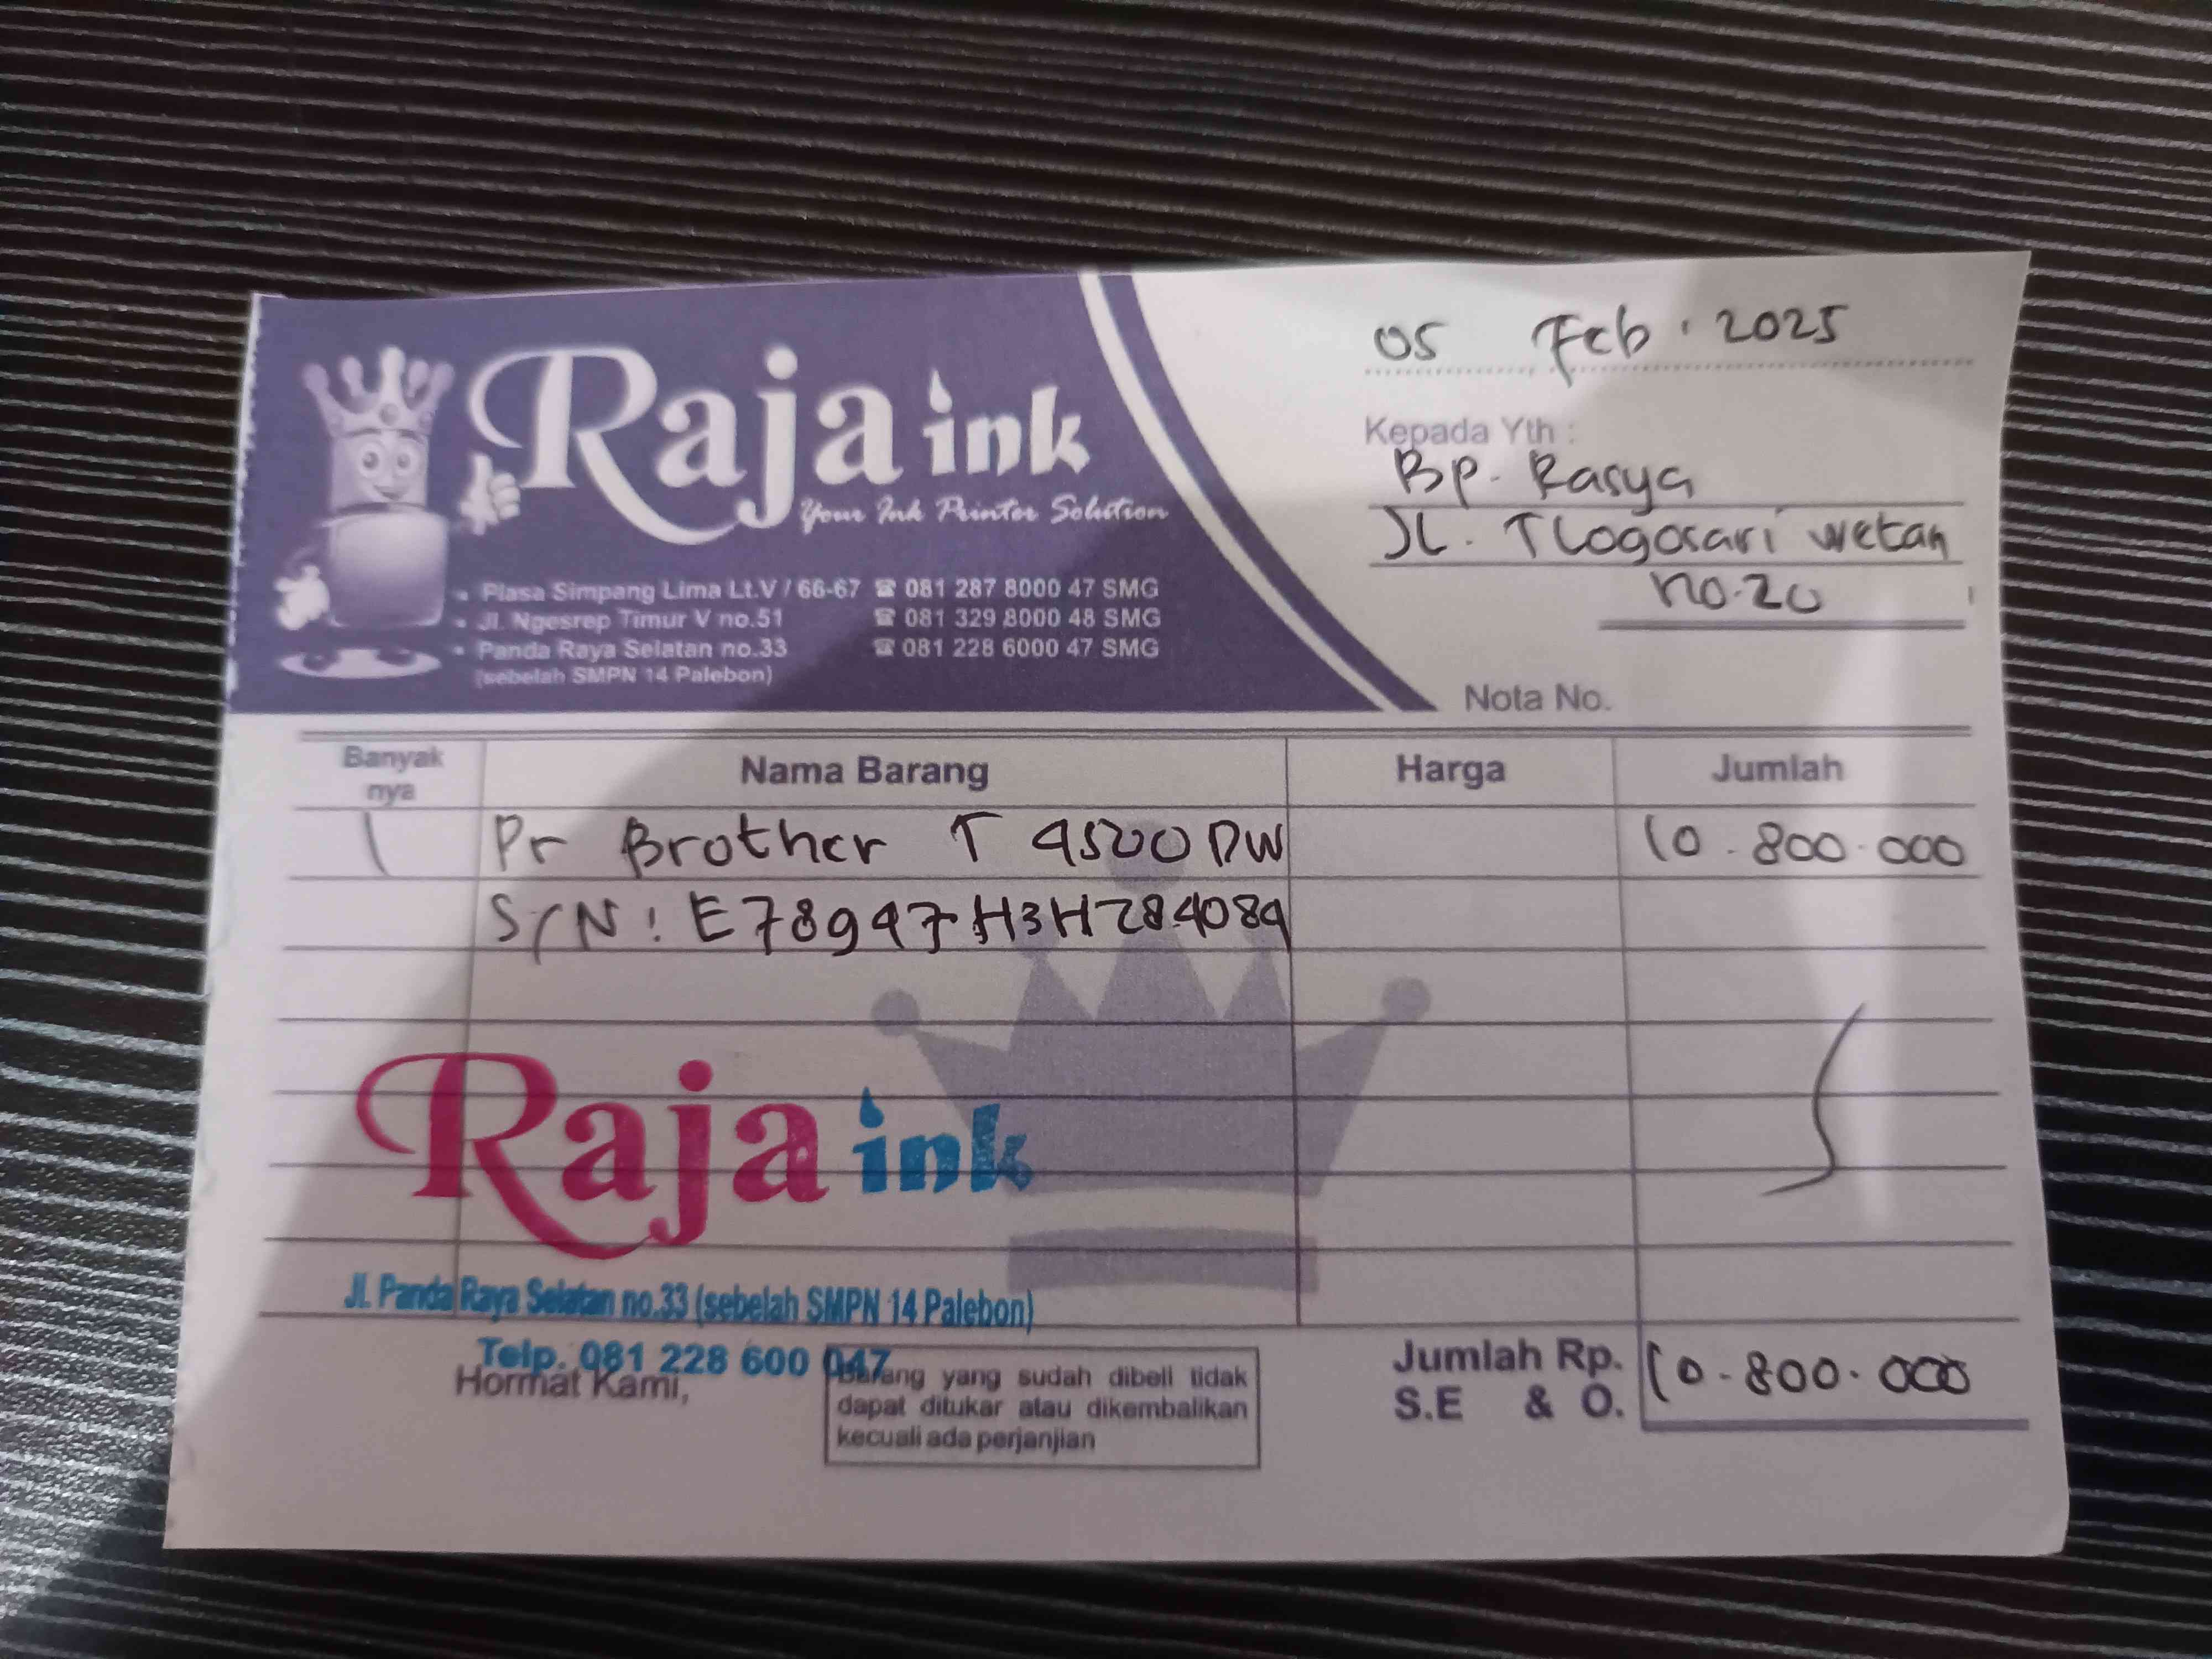 Raja ink
Your Ink Printer Solution
• Plasa Simpang Lima Lt.V / 66-67 ☎ 081 287 8000 47 SMG
• Jl. Ngesrep Timur V no.51 ☎ 081 329 8000 48 SMG
• Panda Raya Selatan no.33 ☎ 081 228 6000 47 SMG
(sebelah SMPN 14 Palebon)
05 Feb. 2025
Kepada Yth :
Bp. Rasya
JL. Tlogosari wetan
no.20
Nota No.
Banyak nya Nama Barang Harga Jumlah
1 Pr Brother T 4500 DW 10.800.000
S/N: E78947H3H284089
Raja ink
Jl. Panda Raya Selatan no.33 (sebelah SMPN 14 Palebon)
Telp. 081 228 600 047
Hormat Kami,
Barang yang sudah dibeli tidak
dapat ditukar atau dikembalikan
kecuali ada perjanjian
Jumlah Rp. 10.800.000
S.E & O.